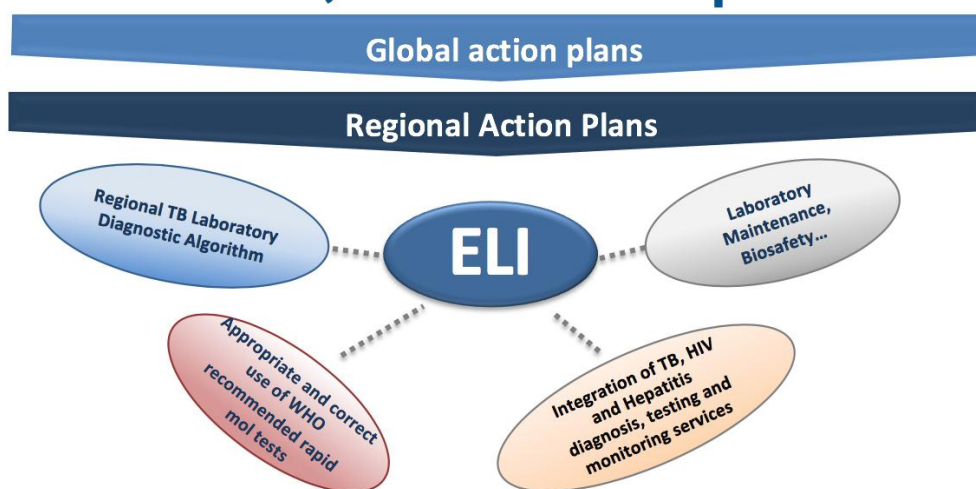 Global action plans
Regional Action Plans
Regional TB Laboratory
Diagnostic Algorithm
ELI
Laboratory
Maintenance,
Biosafety...
Appropriate and correct
use of WHO
recommended rapid
mol tests
Integration of TB, HIV
and Hepatitis
diagnosis, testing and
monitoring services